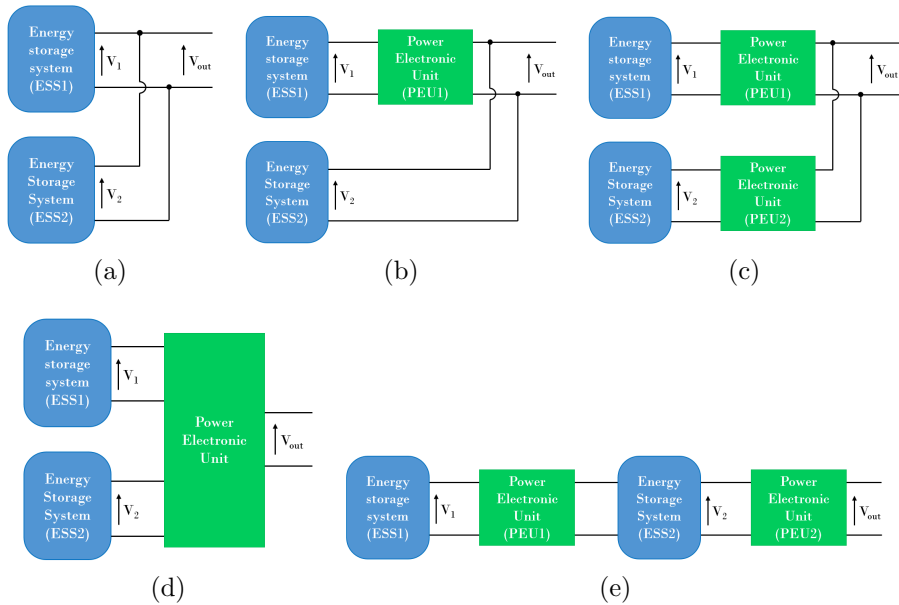 Energy
storage
system
(ESS1)
V1
Vout
Energy
Storage
System
(ESS2)
V2
(a)
Energy
storage
system
(ESS1)
V1
Power
Electronic
Unit
(PEU1)
Vout
Energy
Storage
System
(ESS2)
V2
(b)
Energy
storage
system
(ESS1)
V1
Power
Electronic
Unit
(PEU1)
Vout
Energy
Storage
System
(ESS2)
V2
Power
Electronic
Unit
(PEU2)
(c)
Energy
storage
system
(ESS1)
V1
Energy
Storage
System
(ESS2)
V2
Power
Electronic
Unit
Vout
(d)
Energy
storage
system
(ESS1)
V1
Power
Electronic
Unit
(PEU1)
Energy
Storage
System
(ESS2)
V2
Power
Electronic
Unit
(PEU2)
Vout
(e)